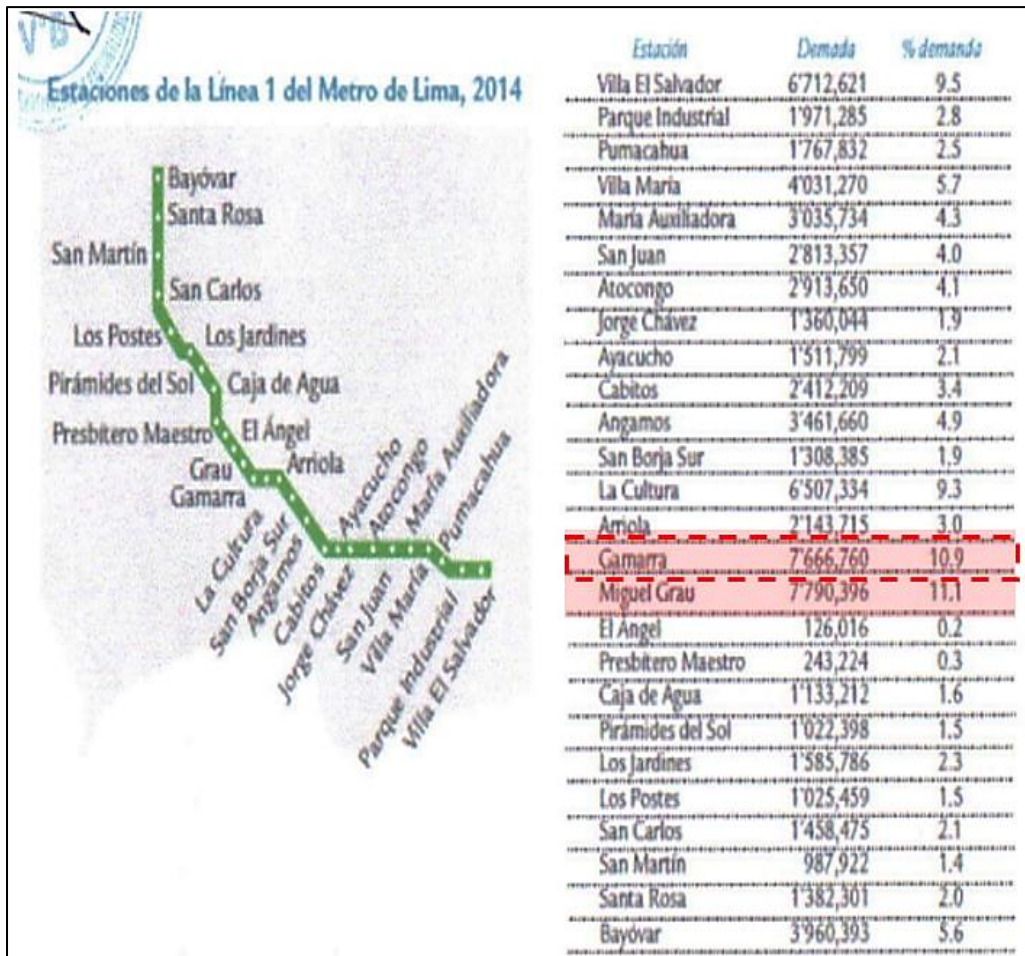 V°B°
Estaciones de la Línea 1 del Metro de Lima, 2014
Bayóvar
Santa Rosa
San Martín
San Carlos
Los Postes
Los Jardines
Pirámides del Sol
Caja de Agua
Presbítero Maestro
El Ángel
Grau
Arriola
Gamarra
La Cultura
San Borja Sur
Angamos
Cabitos
Ayacucho
Jorge Chávez
Atocongo
San Juan
María Auxiliadora
Villa María
Pumacahua
Parque Industrial
Villa El Salvador
Estación Demada % demanda
Villa El Salvador 6'712,621 9.5
Parque Industrial 1'971,285 2.8
Pumacahua 1'767,832 2.5
Villa María 4'031,270 5.7
María Auxiliadora 3'035,734 4.3
San Juan 2'813,357 4.0
Atocongo 2'913,650 4.1
Jorge Chávez 1'360,044 1.9
Ayacucho 1'511,799 2.1
Cabitos 2'412,209 3.4
Angamos 3'461,660 4.9
San Borja Sur 1'308,385 1.9
La Cultura 6'507,334 9.3
Arriola 2'143,715 3.0
Gamarra 7'666,760 10.9
Miguel Grau 7'790,396 11.1
El Ángel 126,016 0.2
Presbítero Maestro 243,224 0.3
Caja de Agua 1'133,212 1.6
Pirámides del Sol 1'022,398 1.5
Los Jardines 1'585,786 2.3
Los Postes 1'025,459 1.5
San Carlos 1'458,475 2.1
San Martín 987,922 1.4
Santa Rosa 1'382,301 2.0
Bayóvar 3'960,393 5.6